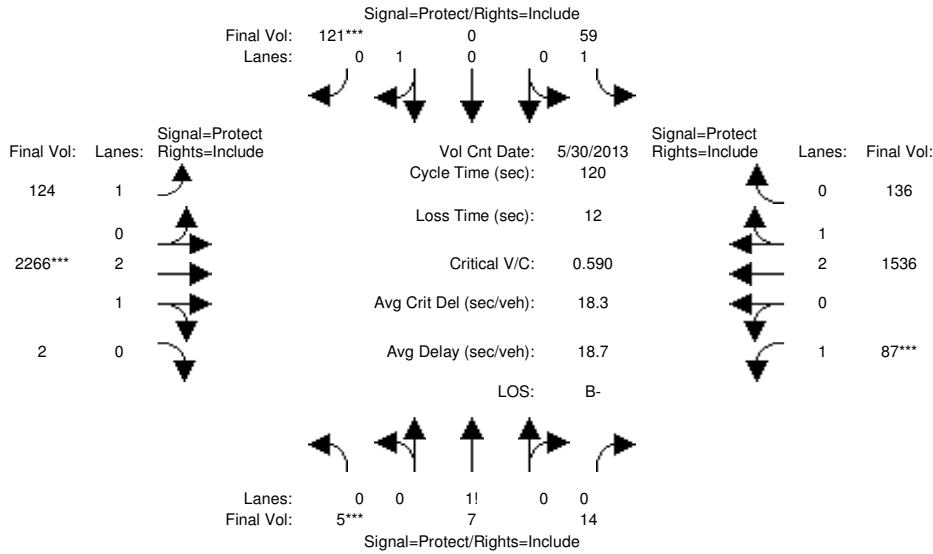 Signal=Protect/Rights=Include
Final Vol: 121*** 0 59
Lanes: 0 1 0 0 1
Signal=Protect
Final Vol: Lanes: Rights=Include
Vol Cnt Date: 5/30/2013
Signal=Protect
Rights=Include Lanes: Final Vol:
Cycle Time (sec): 120
124 1
0 136
Loss Time (sec): 12
0
1
2266*** 2
Critical V/C: 0.590
2 1536
1
Avg Crit Del (sec/veh): 18.3
0
2 0
Avg Delay (sec/veh): 18.7
1 87***
LOS: B-
Lanes: 0 0 1! 0 0
Final Vol: 5*** 7 14
Signal=Protect/Rights=Include